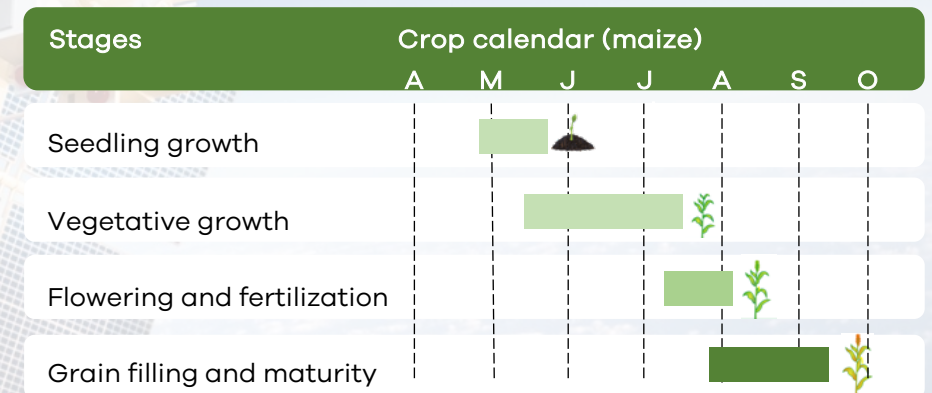 Stages Crop calendar (maize)
A M J J A S O
Seedling growth
Vegetative growth
Flowering and fertilization
Grain filling and maturity